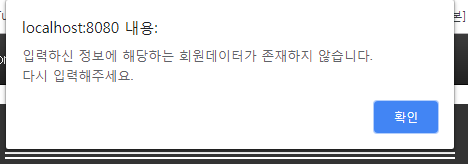 localhost:8080 내용:
입력하신 정보에 해당하는 회원데이터가 존재하지 않습니다.
다시 입력해주세요.
확인